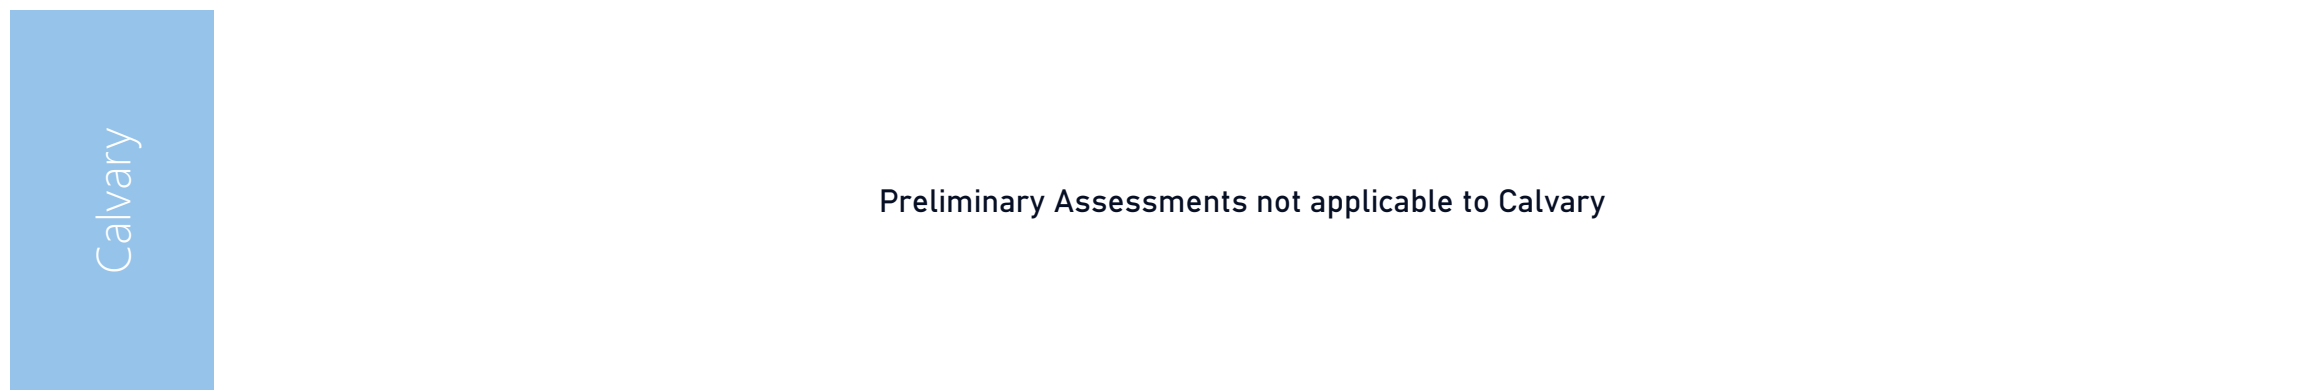 Calvary
Preliminary Assessments not applicable to Calvary